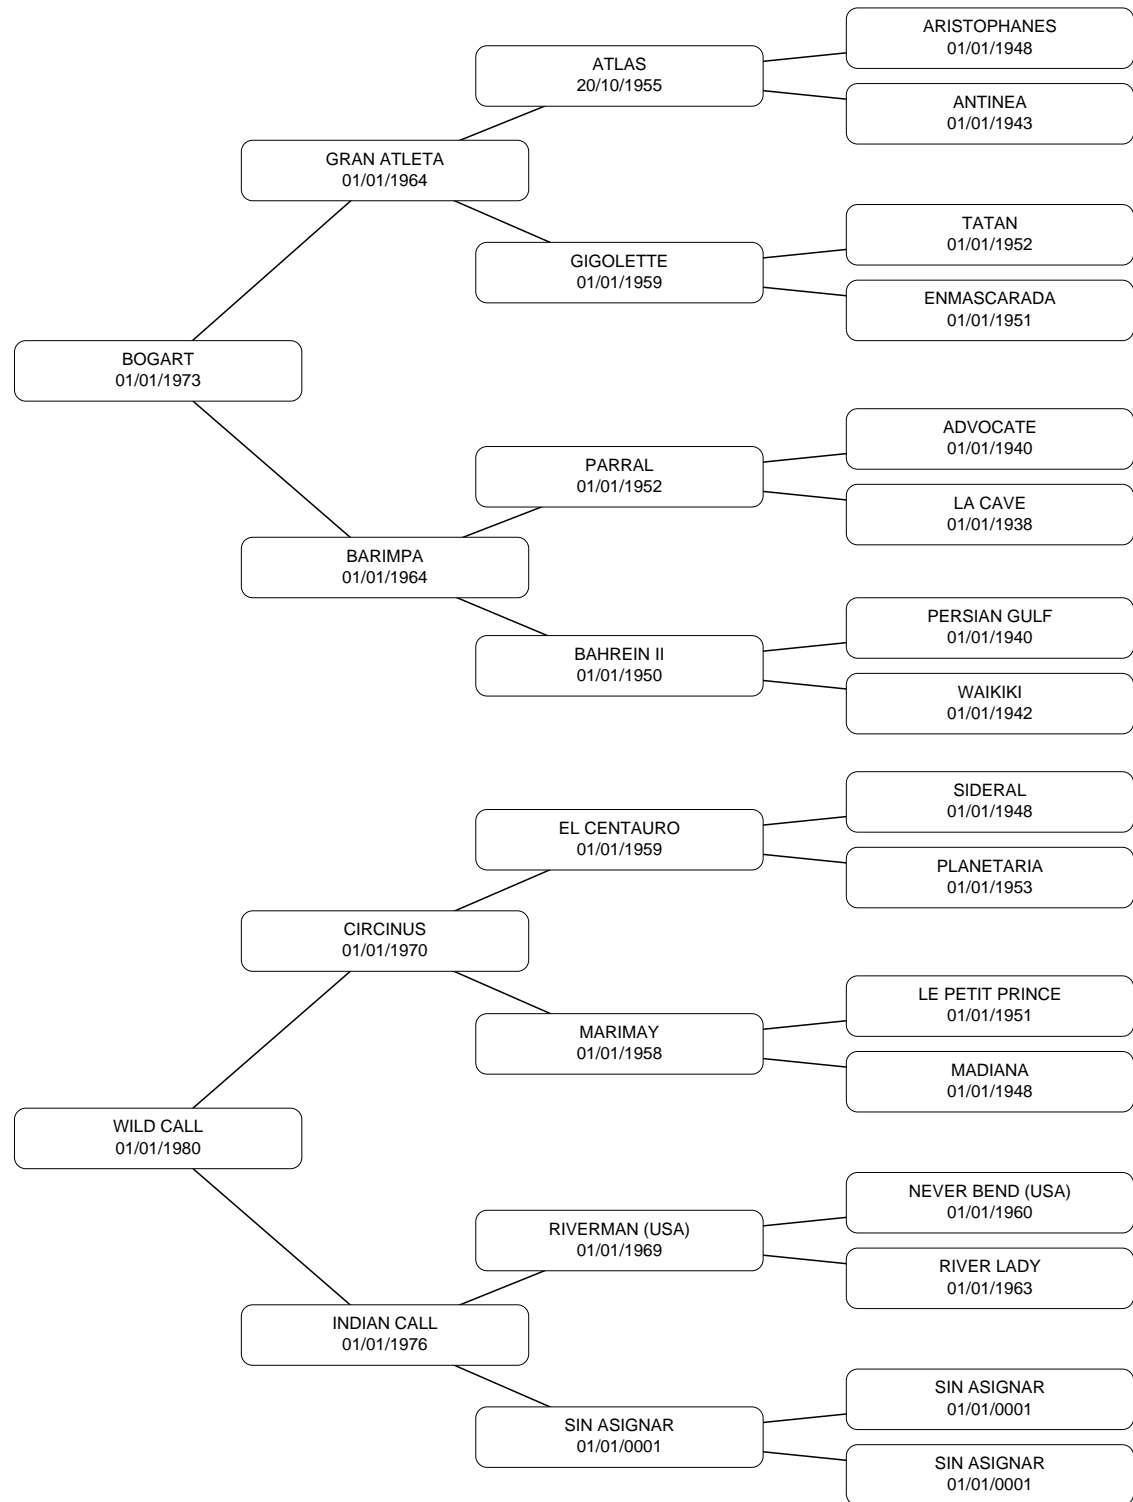 ARISTOPHANES
01/01/1948
ATLAS
20/10/1955
ANTINEA
01/01/1943
GRAN ATLETA
01/01/1964
TATAN
01/01/1952
GIGOLETTE
01/01/1959
ENMASCARADA
01/01/1951
BOGART
01/01/1973
ADVOCATE
01/01/1940
PARRAL
01/01/1952
LA CAVE
01/01/1938
BARIMPA
01/01/1964
PERSIAN GULF
01/01/1940
BAHREIN II
01/01/1950
WAIKIKI
01/01/1942
SIDERAL
01/01/1948
EL CENTAURO
01/01/1959
PLANETARIA
01/01/1953
CIRCINUS
01/01/1970
LE PETIT PRINCE
01/01/1951
MARIMAY
01/01/1958
MADIANA
01/01/1948
WILD CALL
01/01/1980
NEVER BEND (USA)
01/01/1960
RIVERMAN (USA)
01/01/1969
RIVER LADY
01/01/1963
INDIAN CALL
01/01/1976
SIN ASIGNAR
01/01/0001
SIN ASIGNAR
01/01/0001
SIN ASIGNAR
01/01/0001